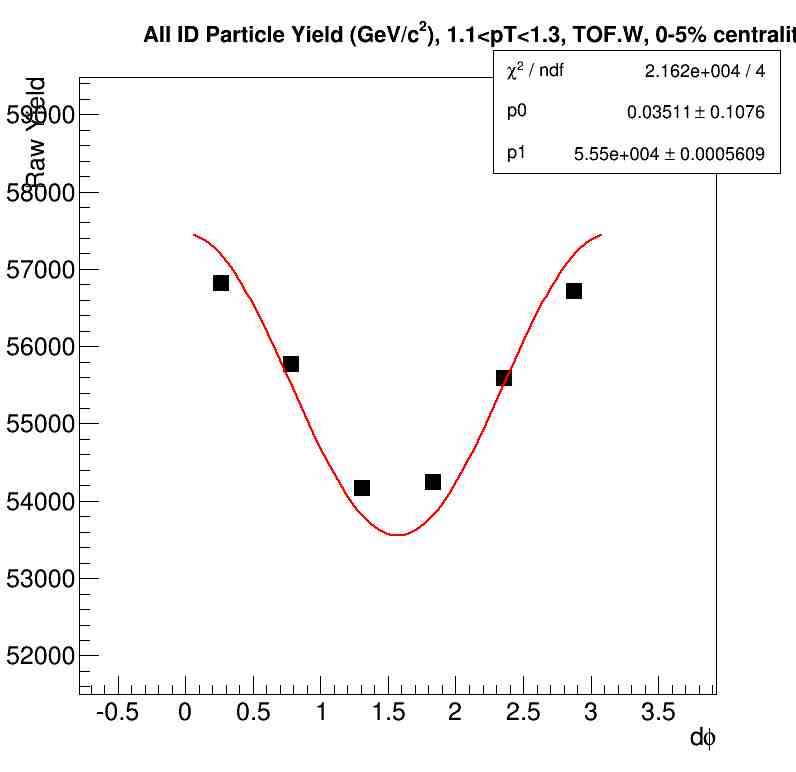 All ID Particle Yield (GeV/c²), 1.1<pT<1.3, TOF.W, 0-5% centralit
χ² / ndf 2.162e+004 / 4
p0 0.03511 ± 0.1076
p1 5.55e+004 ± 0.0005609
Raw Yield
59000
58000
57000
56000
55000
54000
53000
52000
-0.5 0 0.5 1 1.5 2 2.5 3 3.5
dϕ